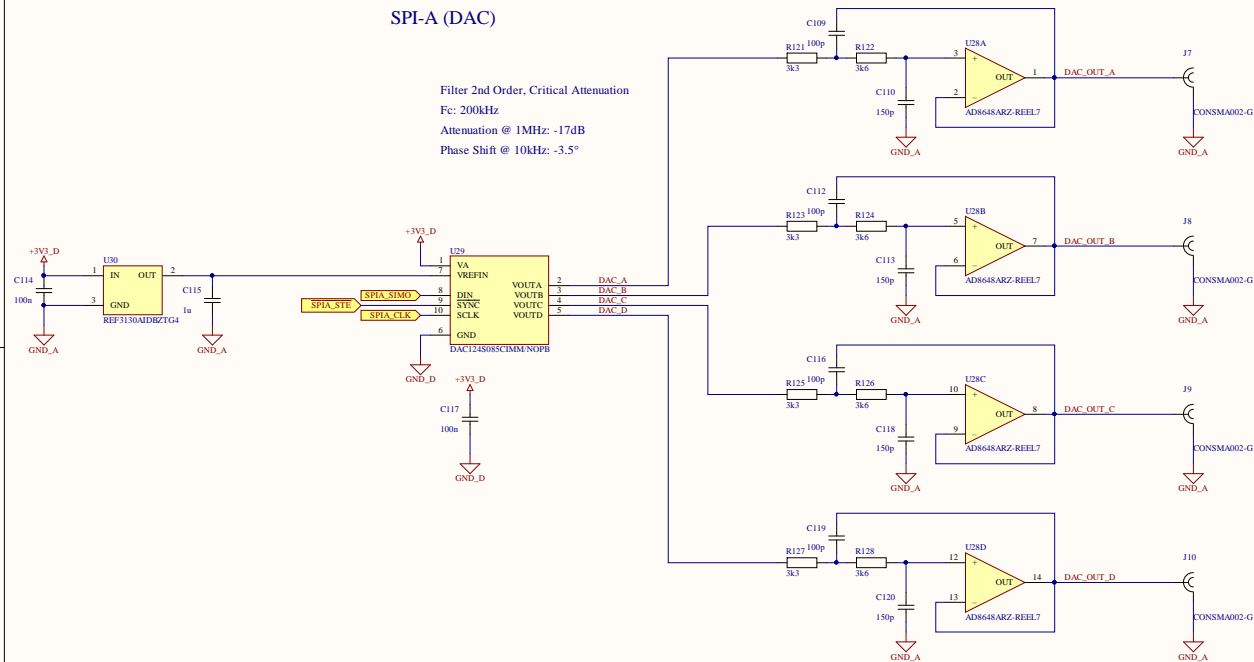 SPI-A (DAC)
Filter 2nd Order, Critical Attenuation
Fc: 200kHz
Attenuation @ 1MHz: -17dB
Phase Shift @ 10kHz: -3.5°
+3V3_D
C114
100n
GND_A
U30
1 IN OUT 2
3 GND
REF3130AIDBZTG4
C115
1u
GND_A
+3V3_D
U29
1 VA
7 VREFIN
VOUTA 2 DAC_A
VOUTB 3 DAC_B
VOUTC 4 DAC_C
VOUTD 5 DAC_D
SPIA_SIMO 8 DIN
SPIA_STE 9 SYNC
SPIA_CLK 10 SCLK
6 GND
DAC124S085CIMM/NOPB
GND_D
+3V3_D
C117
100n
GND_D
C109
100p
R121
3k3
R122
3k6
C110
150p
GND_A
U28A
3 +
2 −
OUT 1
AD8648ARZ-REEL7
DAC_OUT_A
J7
CONSMA002-G
GND_A
C112
100p
R123
3k3
R124
3k6
C113
150p
GND_A
U28B
5 +
6 −
OUT 7
AD8648ARZ-REEL7
DAC_OUT_B
J8
CONSMA002-G
GND_A
C116
100p
R125
3k3
R126
3k6
C118
150p
GND_A
U28C
10 +
9 −
OUT 8
AD8648ARZ-REEL7
DAC_OUT_C
J9
CONSMA002-G
GND_A
C119
100p
R127
3k3
R128
3k6
C120
150p
GND_A
U28D
12 +
13 −
OUT 14
AD8648ARZ-REEL7
DAC_OUT_D
J10
CONSMA002-G
GND_A